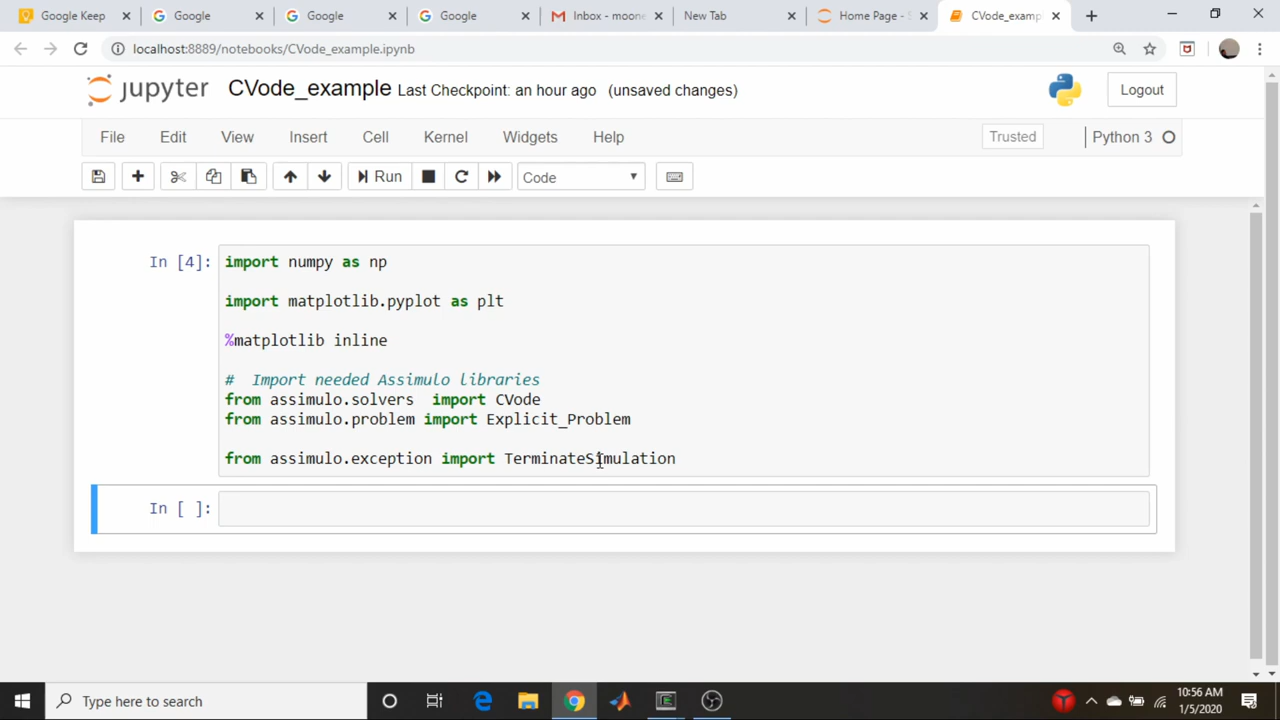 Google Keep
Google
Google
Google
Inbox - moone
New Tab
Home Page - S
CVode_examp
localhost:8889/notebooks/CVode_example.ipynb
jupyter CVode_example Last Checkpoint: an hour ago (unsaved changes)
Logout
File Edit View Insert Cell Kernel Widgets Help
Trusted
Python 3
Run
Code
In [4]:
import numpy as np
import matplotlib.pyplot as plt
%matplotlib inline
# Import needed Assimulo libraries
from assimulo.solvers import CVode
from assimulo.problem import Explicit_Problem
from assimulo.exception import TerminateSimulation
In [ ]:
Type here to search
10:56 AM
1/5/2020